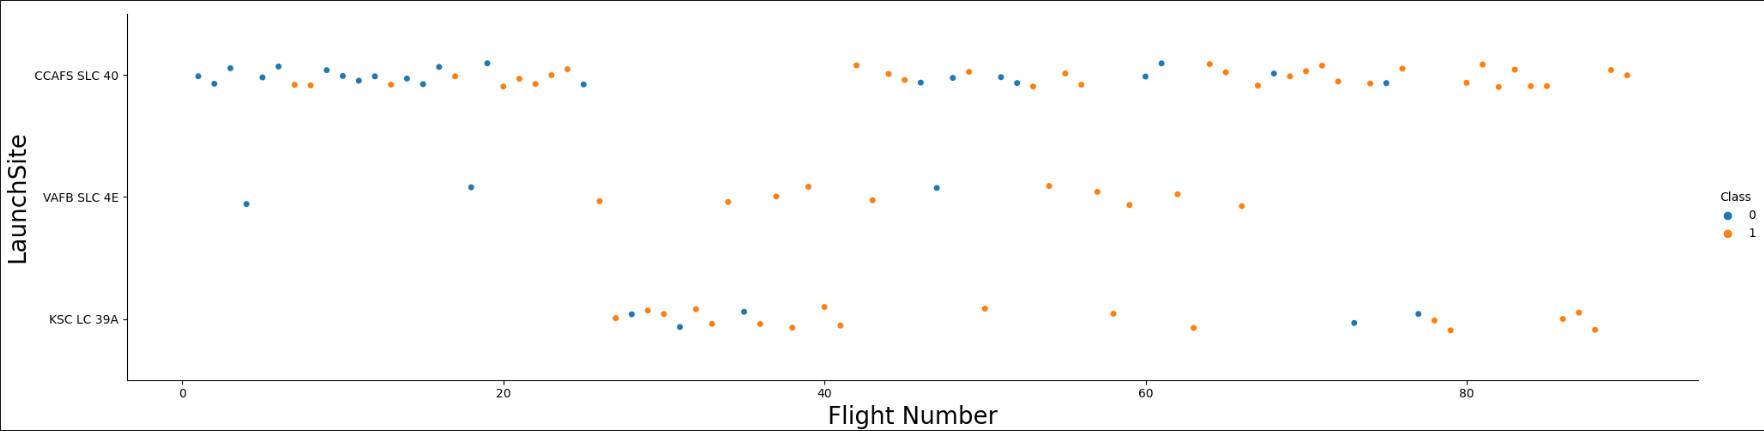 LaunchSite
CCAFS SLC 40
VAFB SLC 4E
KSC LC 39A
0 20 40 60 80
Flight Number
Class
0
1